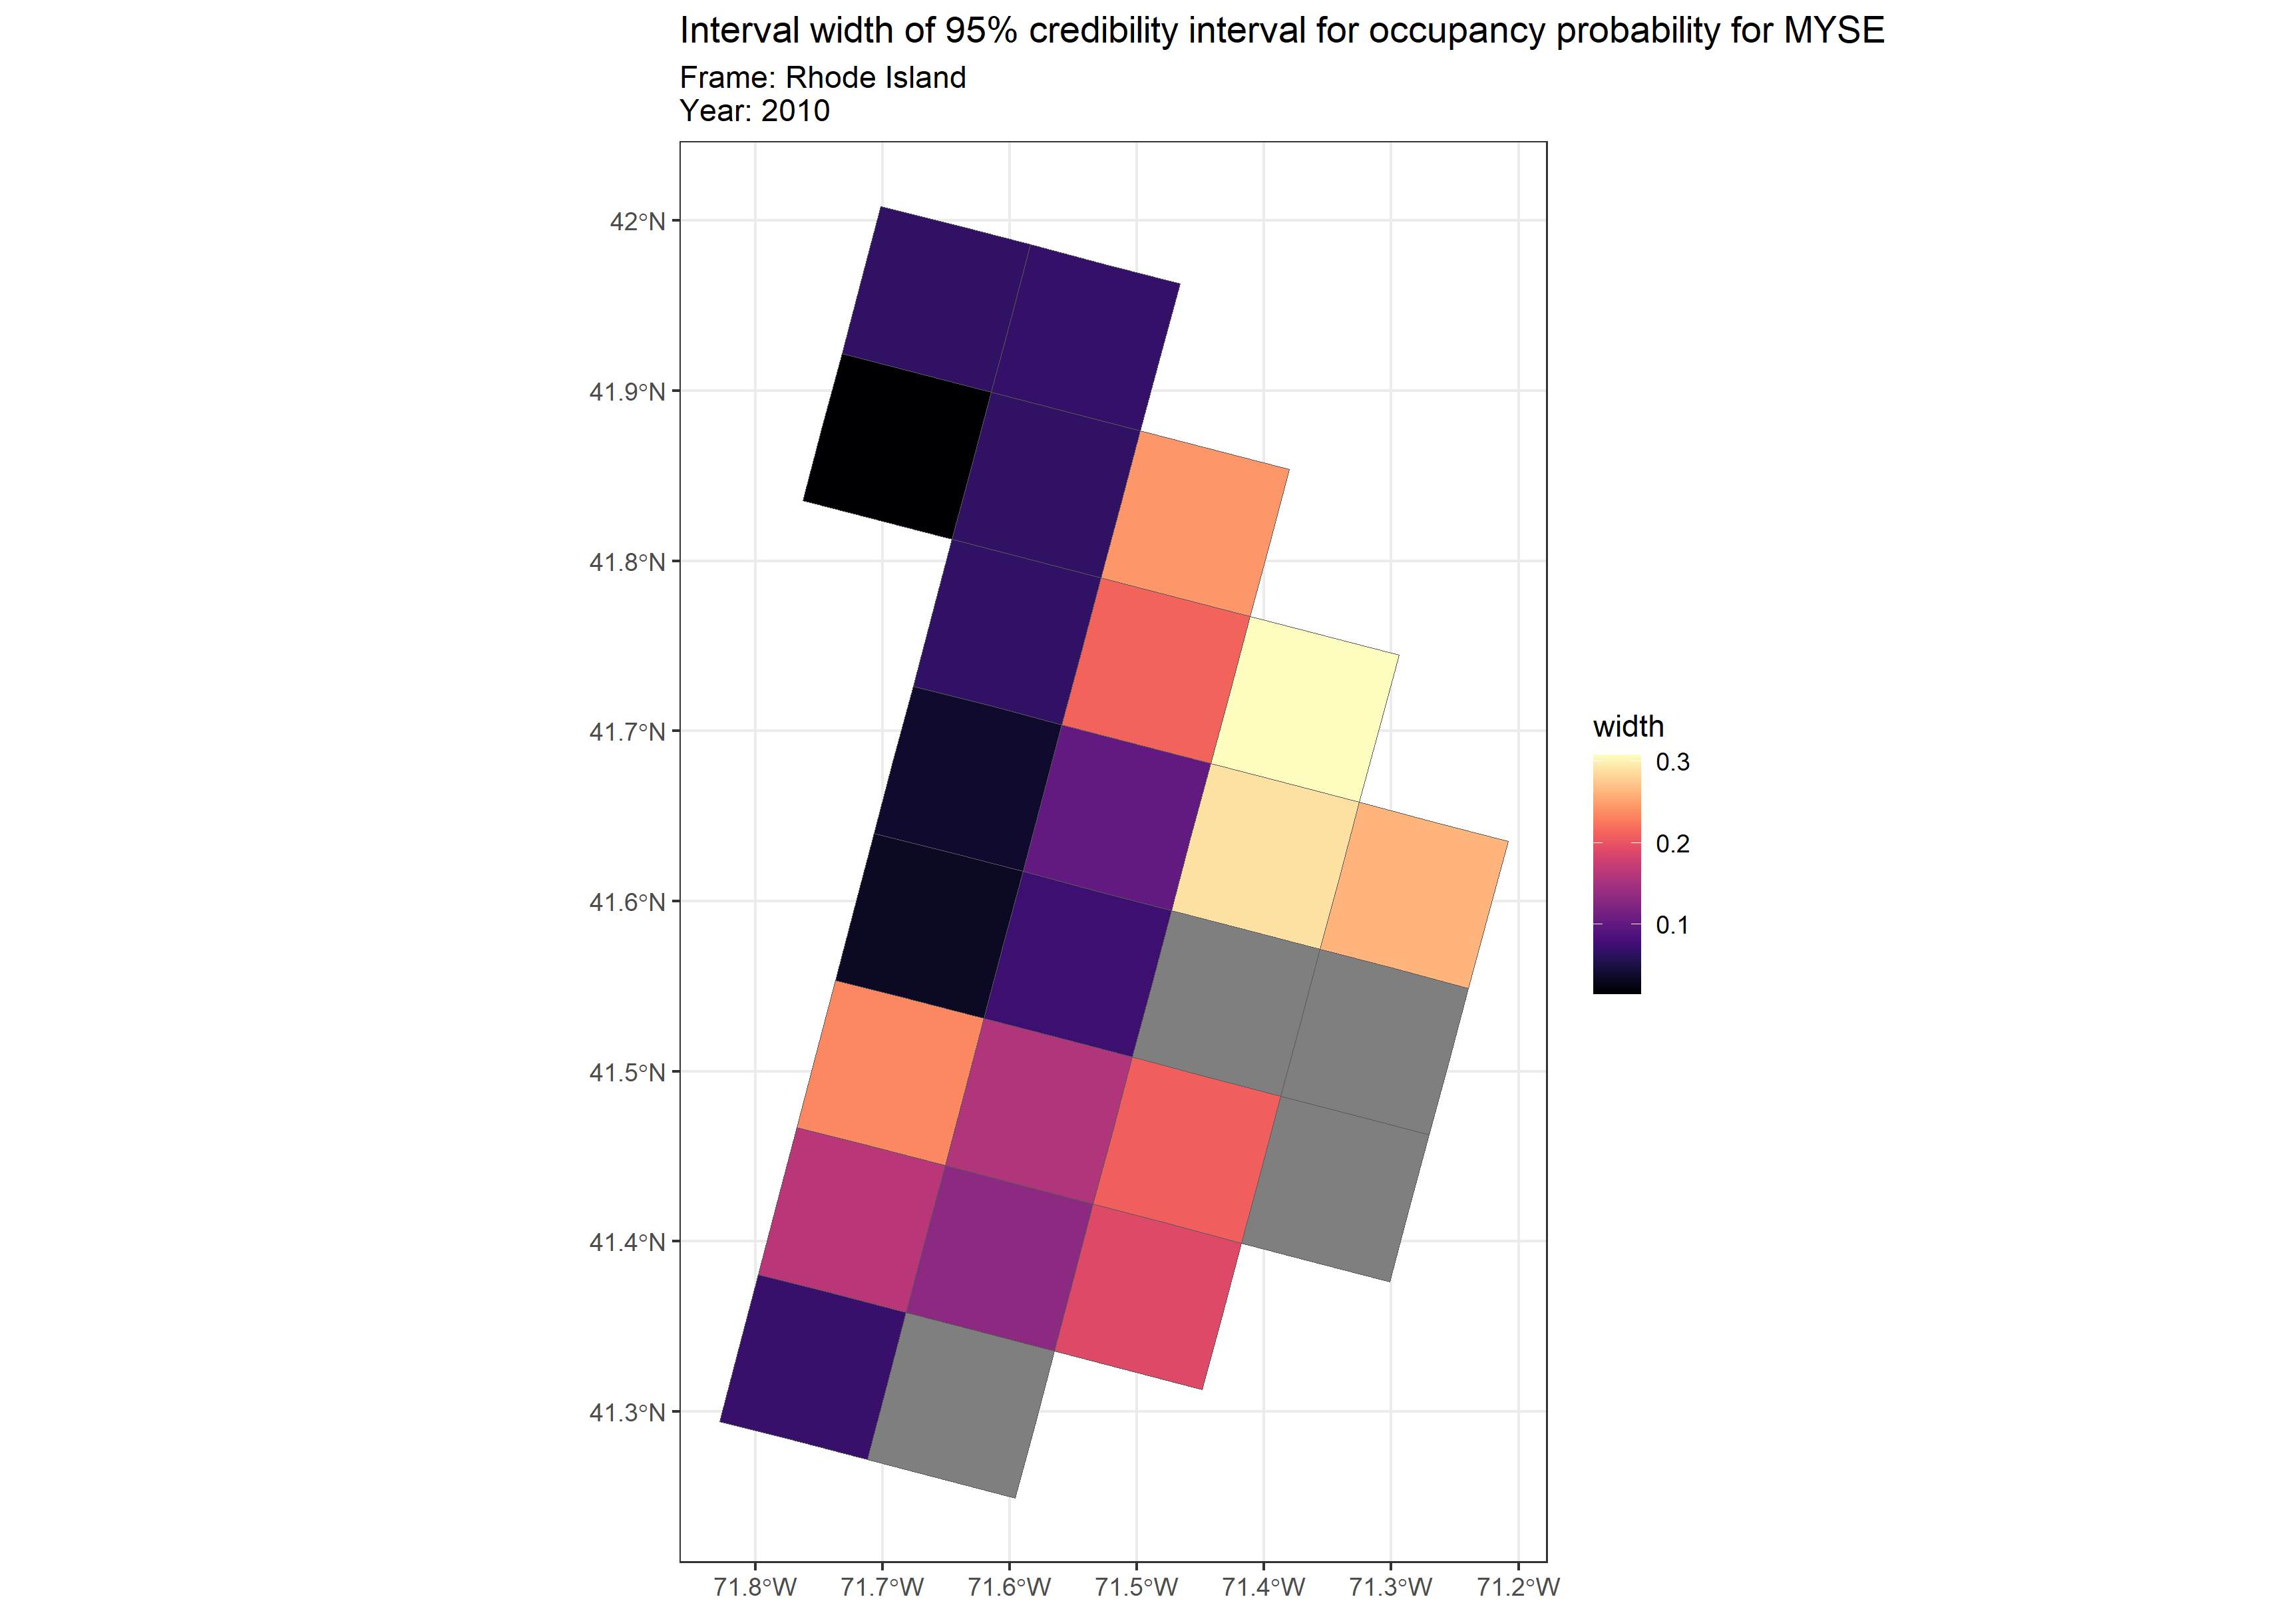 Interval width of 95% credibility interval for occupancy probability for MYSE
Frame: Rhode Island
Year: 2010
42°N
41.9°N
41.8°N
41.7°N
41.6°N
41.5°N
41.4°N
41.3°N
71.8°W 71.7°W 71.6°W 71.5°W 71.4°W 71.3°W 71.2°W
width
0.3
0.2
0.1